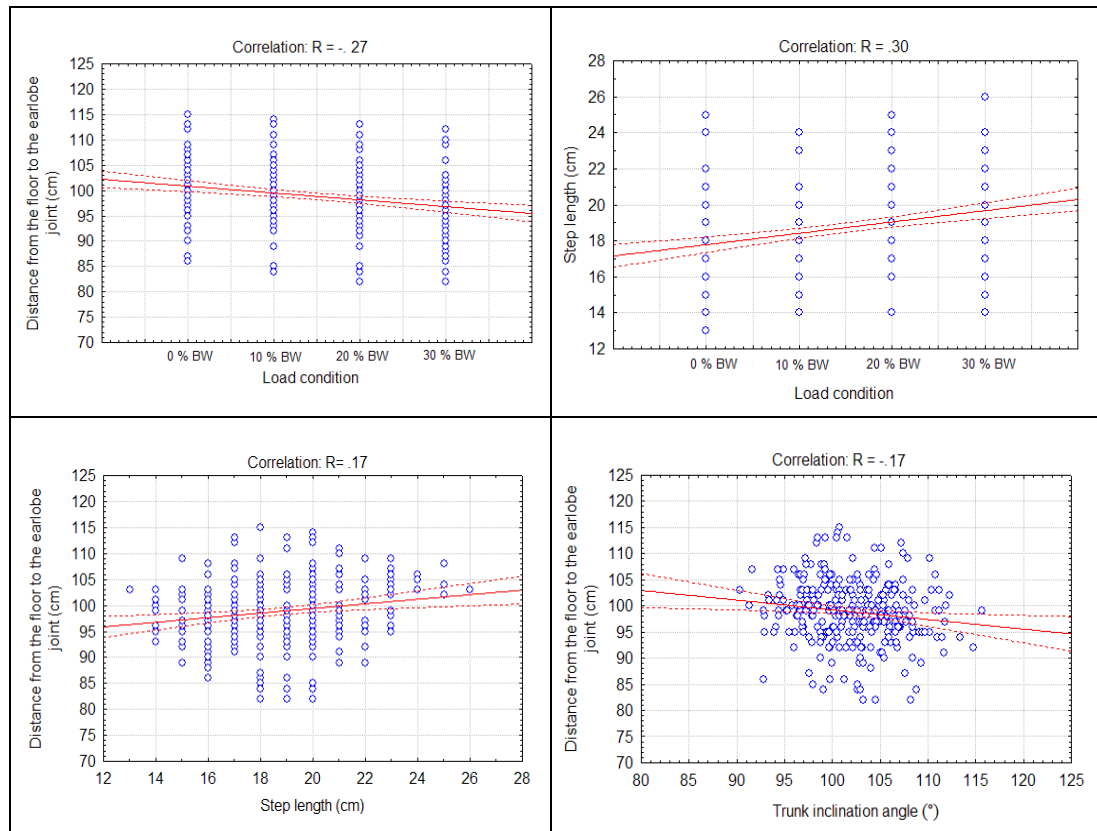 Correlation: R = -. 27
Distance from the floor to the earlobe
joint (cm)
125
120
115
110
105
100
95
90
85
80
75
70
0 % BW 10 % BW 20 % BW 30 % BW
Load condition
Correlation: R = .30
Step length (cm)
28
26
24
22
20
18
16
14
12
0 % BW 10 % BW 20 % BW 30 % BW
Load condition
Correlation: R = .17
Distance from the floor to the earlobe
joint (cm)
125
120
115
110
105
100
95
90
85
80
75
70
12 14 16 18 20 22 24 26 28
Step length (cm)
Correlation: R = -.17
Distance from the floor to the earlobe
joint (cm)
125
120
115
110
105
100
95
90
85
80
75
70
80 85 90 95 100 105 110 115 120 125
Trunk inclination angle (°)